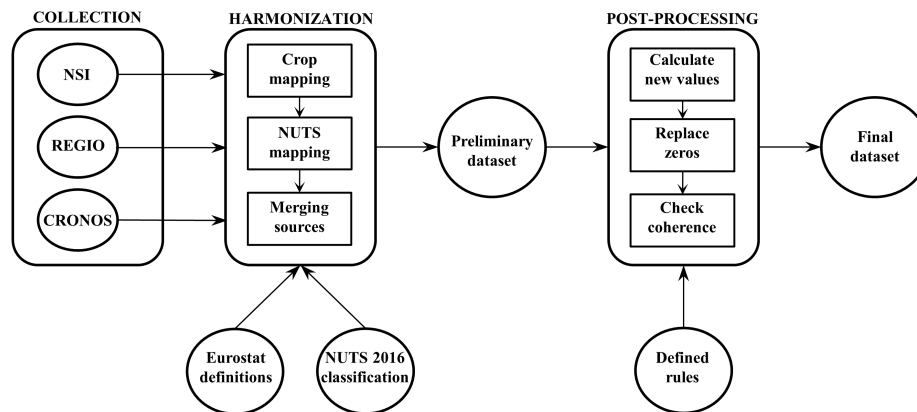 COLLECTION
NSI
REGIO
CRONOS
HARMONIZATION
Crop
mapping
NUTS
mapping
Merging
sources
Eurostat
definitions
NUTS 2016
classification
Preliminary
dataset
POST-PROCESSING
Calculate
new values
Replace
zeros
Check
coherence
Defined
rules
Final
dataset